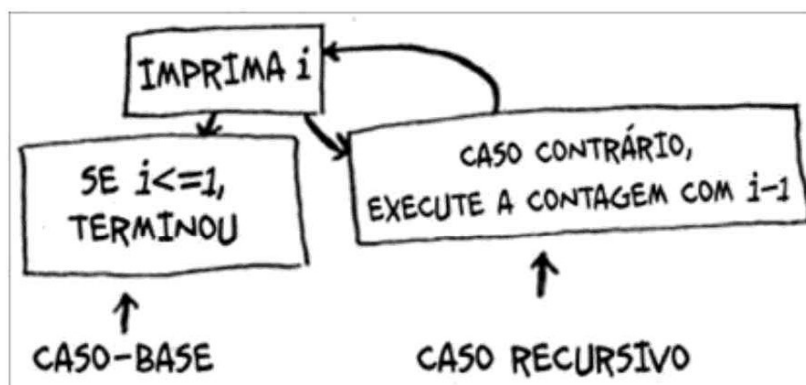 IMPRIMA i
SE i<=1,
TERMINOU
CASO CONTRÁRIO,
EXECUTE A CONTAGEM COM i-1
CASO-BASE
CASO RECURSIVO